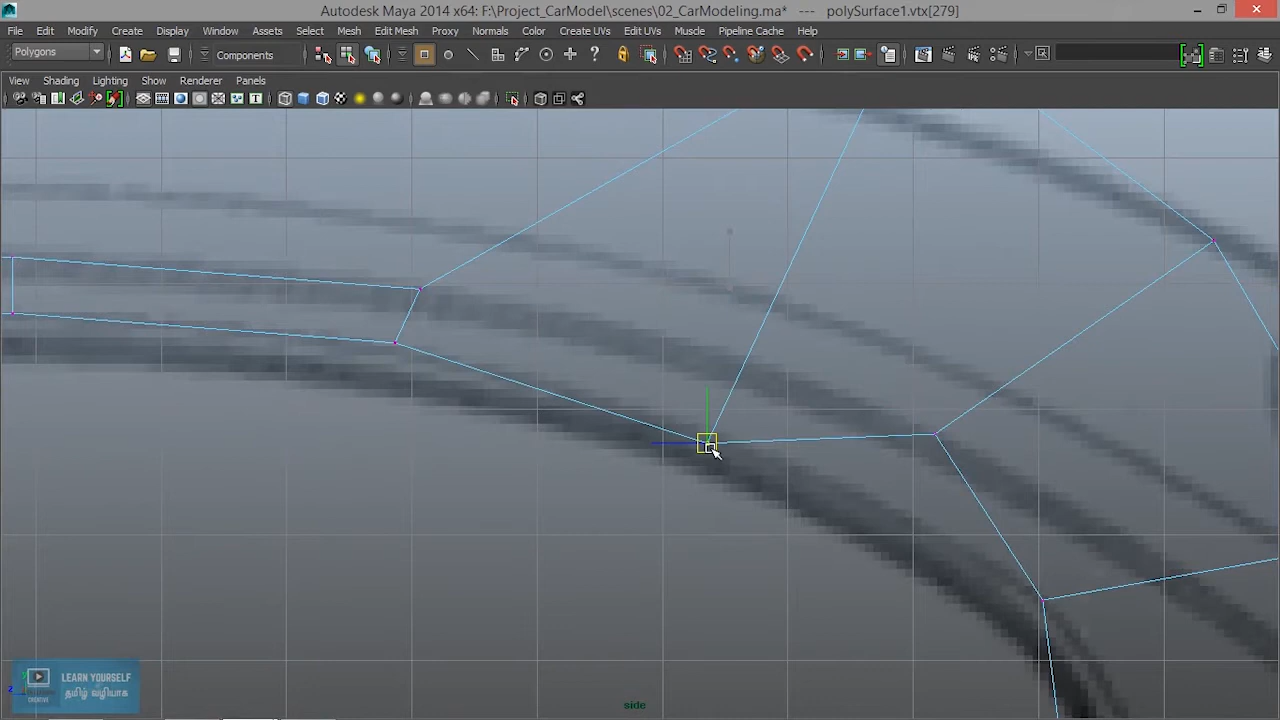 Autodesk Maya 2014 x64: F:\Project_CarModel\scenes\02_CarModeling.ma* --- polySurface1.vtx[279]
File Edit Modify Create Display Window Assets Select Mesh Edit Mesh Proxy Normals Color Create UVs Edit UVs Muscle Pipeline Cache Help
Polygons Components
View Shading Lighting Show Renderer Panels
LEARN YOURSELF
தமிழ் வழியாக
CREATIVE
z
side